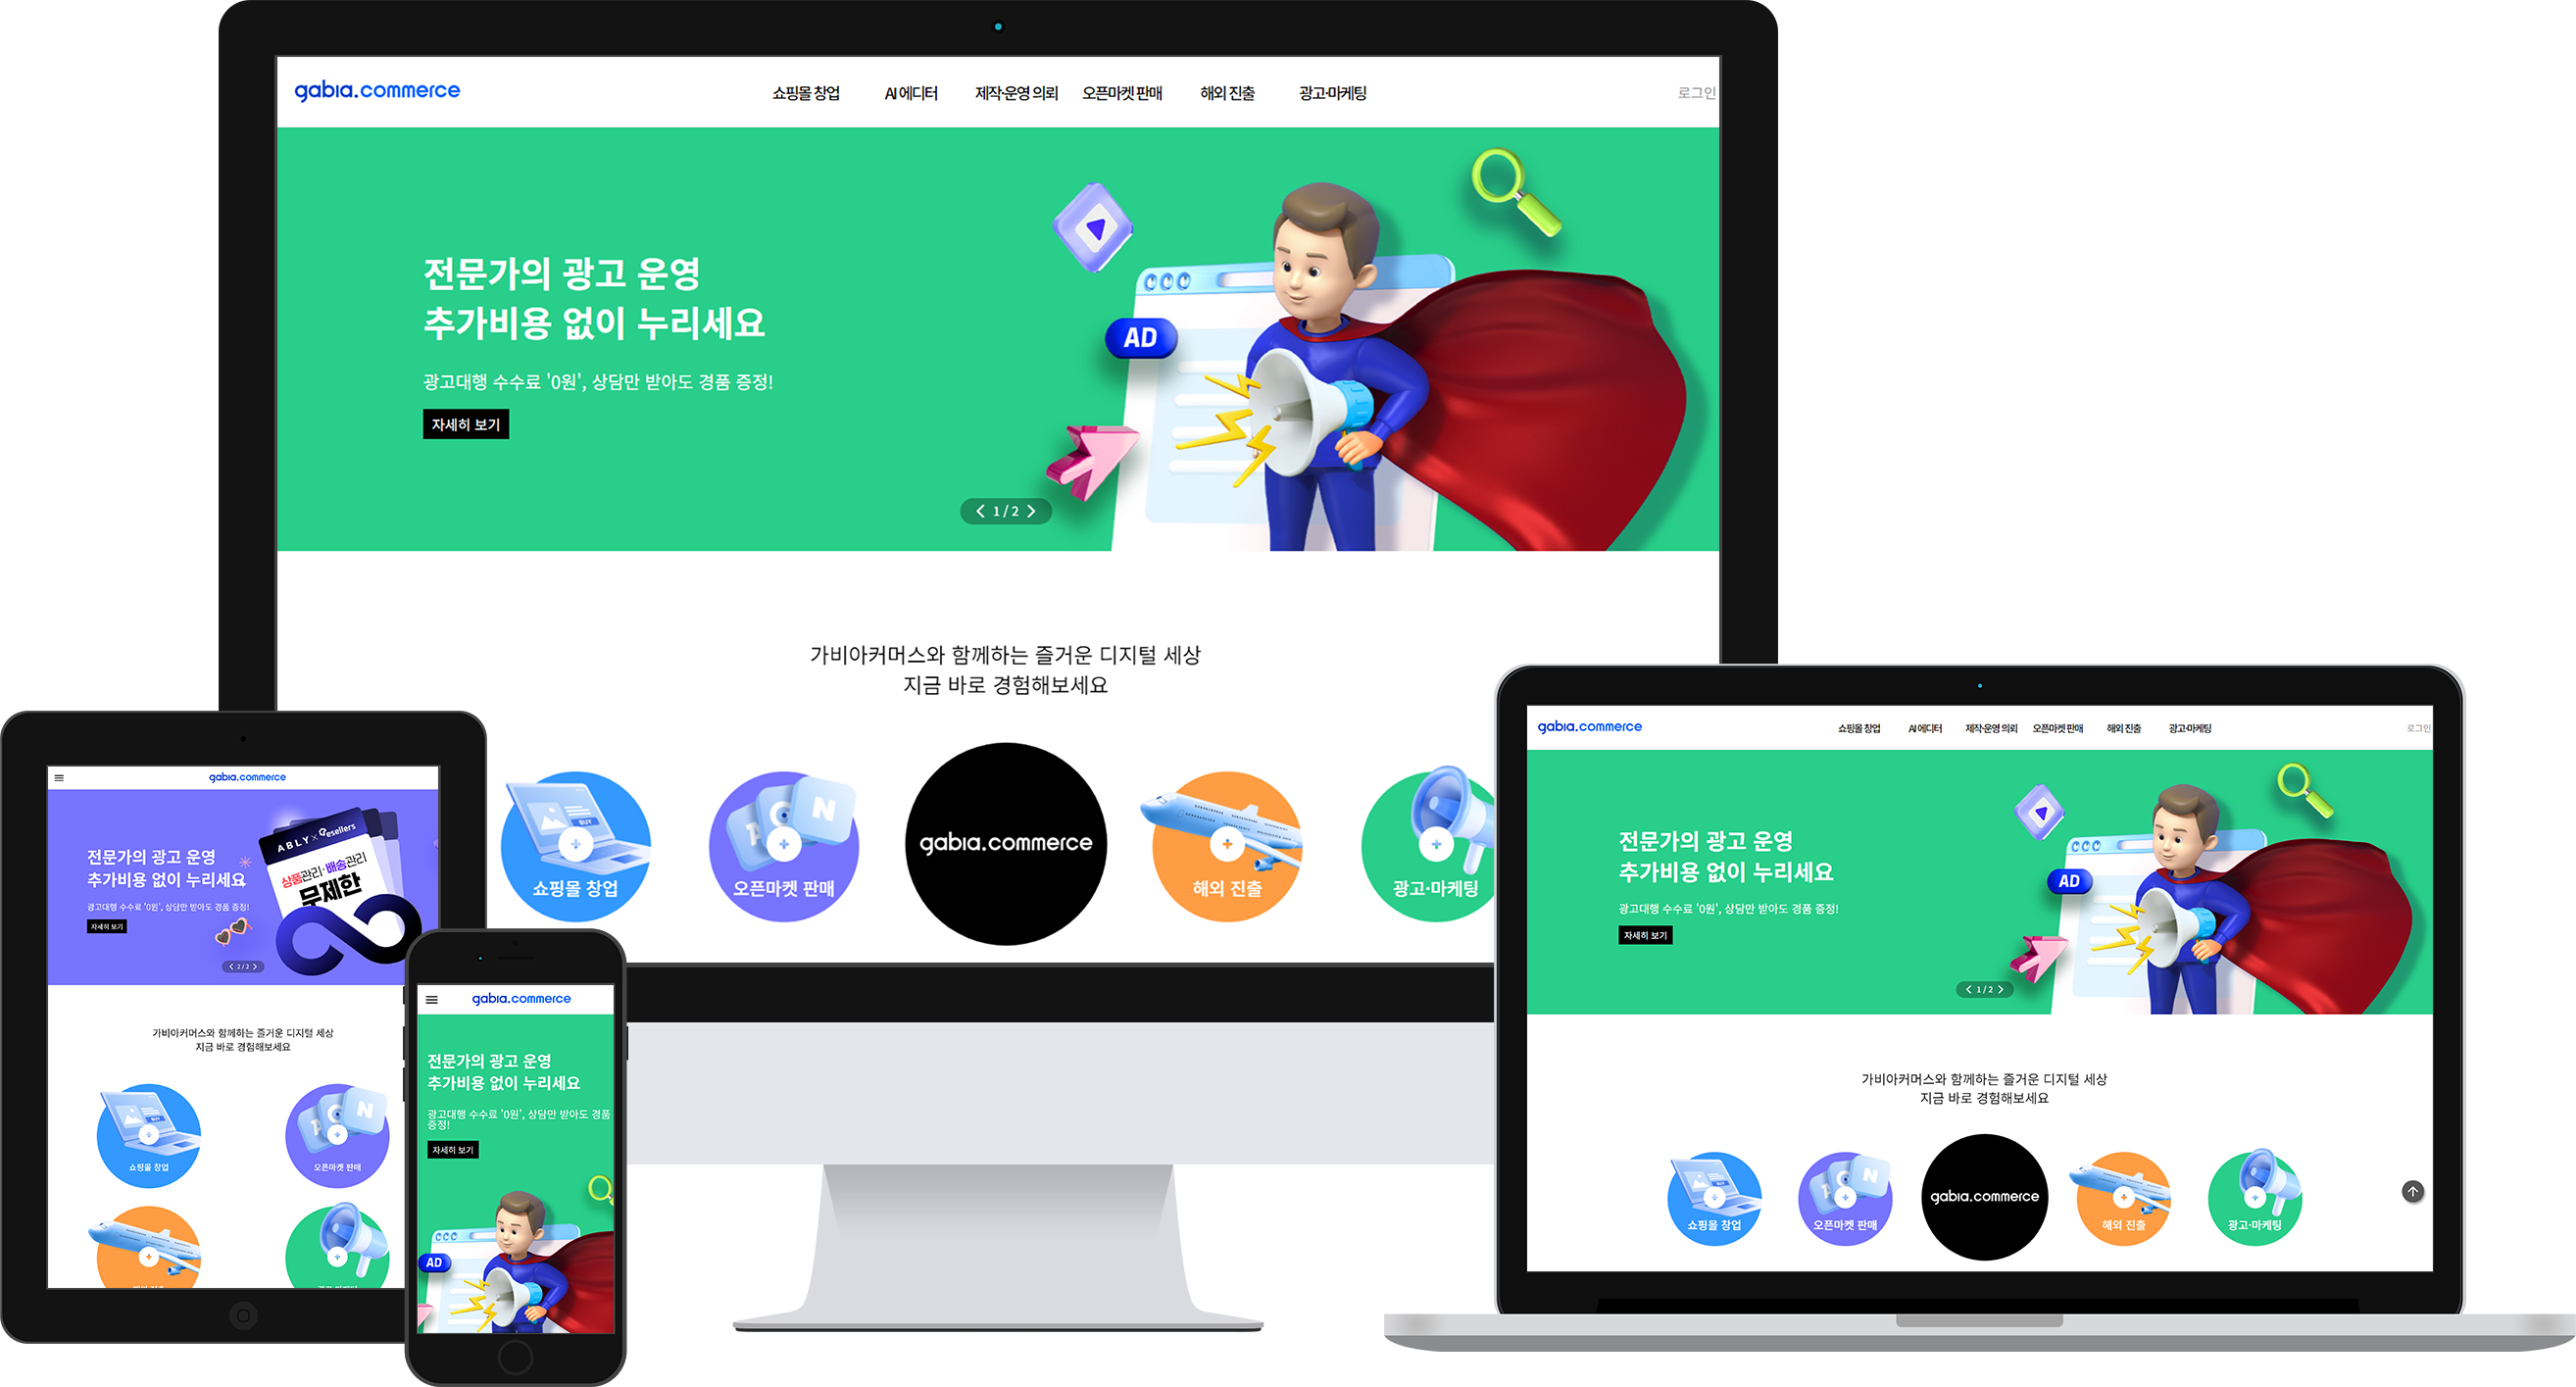 gabia.commerce
쇼핑몰 창업 AI 에디터 제작·운영 의뢰 오픈마켓 판매 해외 진출 광고·마케팅
로그인
전문가의 광고 운영
추가비용 없이 누리세요
광고대행 수수료 '0원', 상담만 받아도 경품 증정!
자세히 보기
AD
1 / 2
가비아커머스와 함께하는 즐거운 디지털 세상
지금 바로 경험해보세요
BUY
쇼핑몰 창업
A G N
오픈마켓 판매
gabia.commerce
해외 진출
광고·마케팅
gabia.commerce
전문가의 광고 운영
추가비용 없이 누리세요
광고대행 수수료 '0원', 상담만 받아도 경품 증정!
자세히 보기
ABLY × esellers
상품관리·배송관리
무제한
2 / 2
가비아커머스와 함께하는 즐거운 디지털 세상
지금 바로 경험해보세요
BUY
쇼핑몰 창업
A G N
오픈마켓 판매
gabia.commerce
전문가의 광고 운영
추가비용 없이 누리세요
광고대행 수수료 '0원', 상담만 받아도 경품
증정!
자세히 보기
AD
gabia.commerce
쇼핑몰 창업 AI 에디터 제작·운영 의뢰 오픈마켓 판매 해외 진출 광고·마케팅
로그인
전문가의 광고 운영
추가비용 없이 누리세요
광고대행 수수료 '0원', 상담만 받아도 경품 증정!
자세히 보기
AD
1 / 2
가비아커머스와 함께하는 즐거운 디지털 세상
지금 바로 경험해보세요
BUY
쇼핑몰 창업
A G N
오픈마켓 판매
gabia.commerce
해외 진출
광고·마케팅